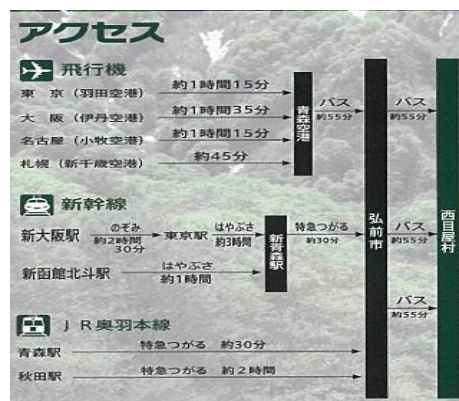 アクセス
飛行機
東 京（羽田空港） 約1時間15分
大 阪（伊丹空港） 約1時間35分
名古屋（小牧空港） 約1時間15分
札幌（新千歳空港） 約45分
青森空港
バス
約55分
バス
約55分
新幹線
新大阪駅
のぞみ
約2時間
30分
東京駅
はやぶさ
約3時間
新青森駅
特急つがる
約30分
バス
約55分
新函館北斗駅
はやぶさ
約1時間
弘前市
西目屋村
バス
約55分
ＪＲ奥羽本線
青森駅 特急つがる 約30分
秋田駅 特急つがる 約２時間